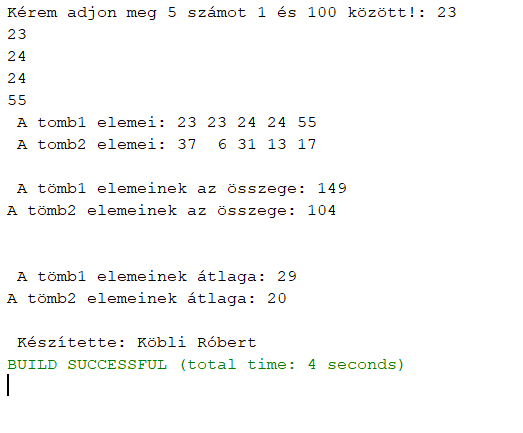 Kérem adjon meg 5 számot 1 és 100 között!: 23
23
24
24
55
A tomb1 elemei: 23 23 24 24 55
A tomb2 elemei: 37  6 31 13 17
A tömb1 elemeinek az összege: 149
A tömb2 elemeinek az összege: 104
A tömb1 elemeinek átlaga: 29
A tömb2 elemeinek átlaga: 20
Készítette: Köbli Róbert
BUILD SUCCESSFUL (total time: 4 seconds)